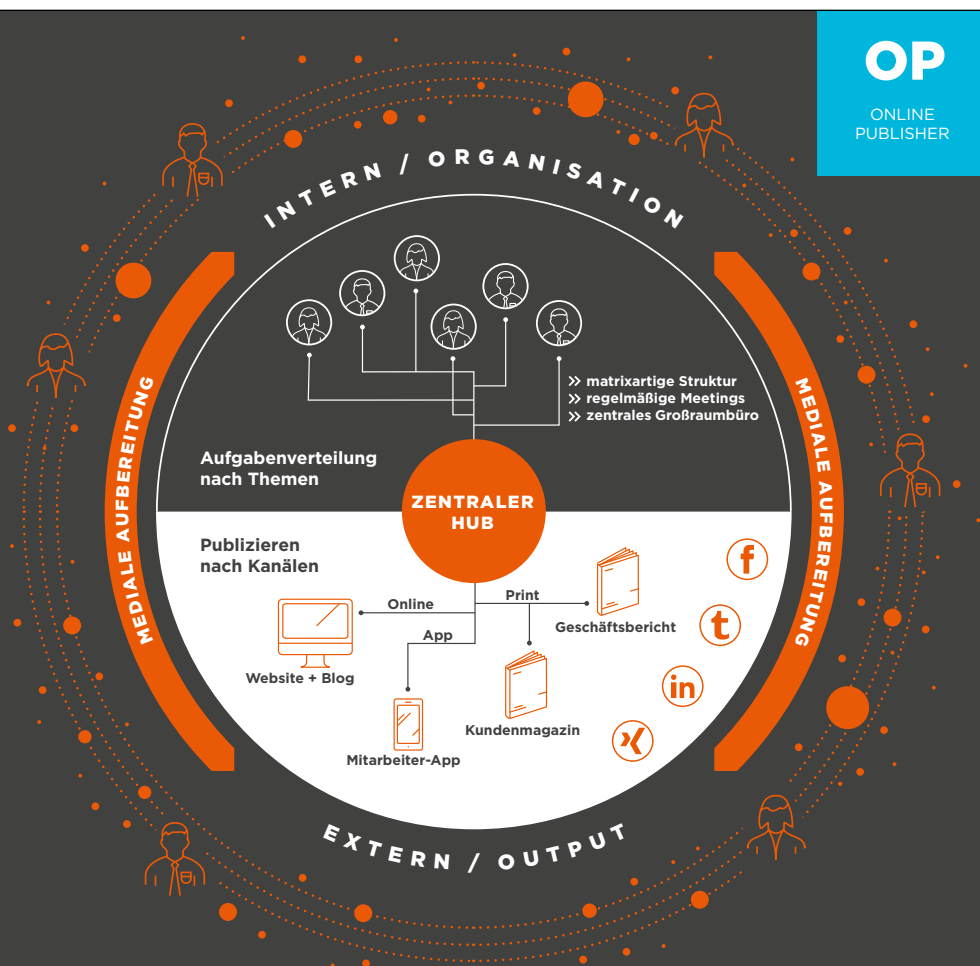 OP
ONLINE
PUBLISHER
INTERN / ORGANISATION
MEDIALE AUFBEREITUNG
MEDIALE AUFBEREITUNG
>> matrixartige Struktur
>> regelmäßige Meetings
>> zentrales Großraumbüro
Aufgabenverteilung
nach Themen
ZENTRALER
HUB
Publizieren
nach Kanälen
Online
Print
App
Geschäftsbericht
Website + Blog
Kundenmagazin
Mitarbeiter-App
f
t
in
EXTERN / OUTPUT